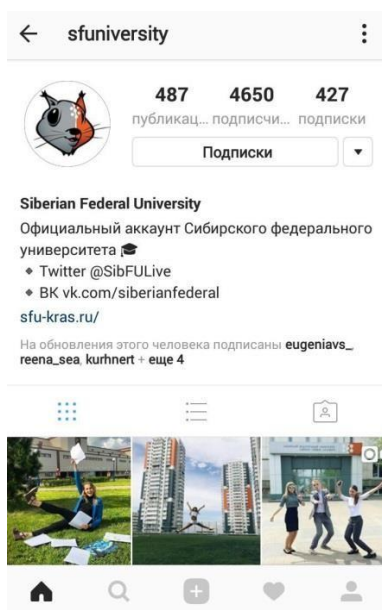 sfuniversity
487 4650 427
публикац... подписчи... подписки
Подписки
Siberian Federal University
Официальный аккаунт Сибирского федерального
университета
Twitter @SibFULive
ВК vk.com/siberianfederal
sfu-kras.ru/
На обновления этого человека подписаны eugeniavs_,
reena_sea, kurhnert + еще 4